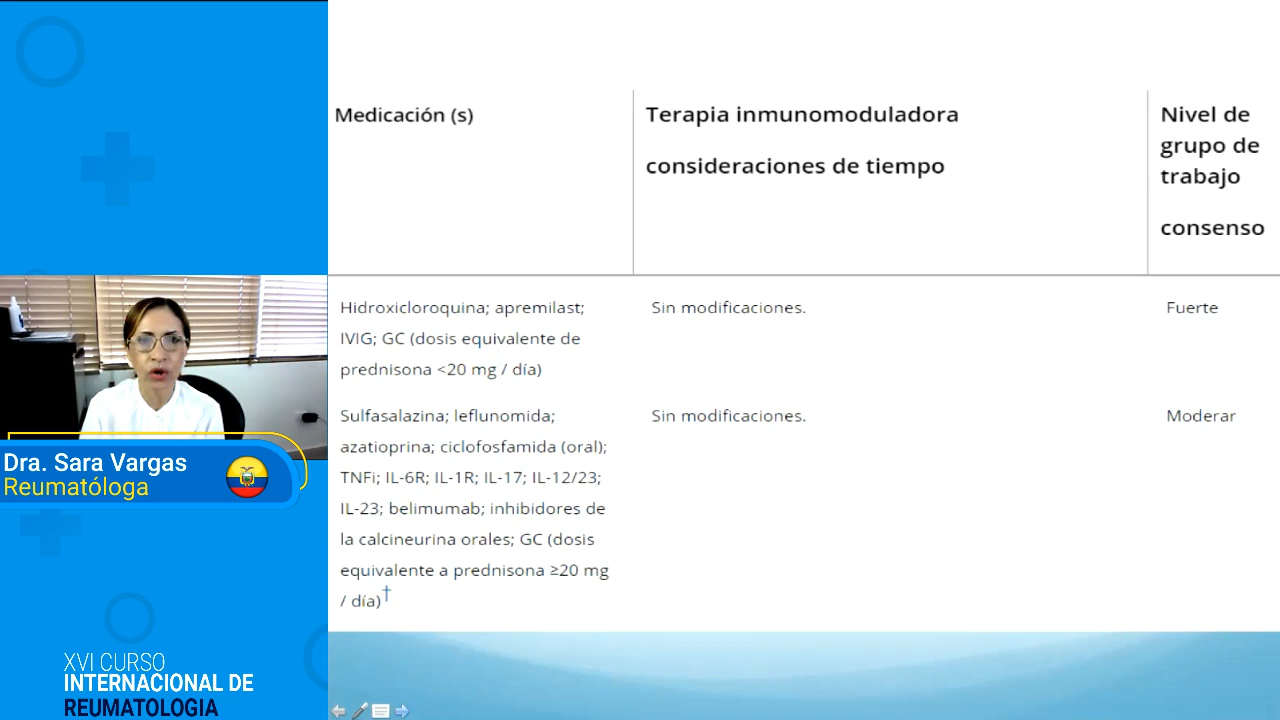 Medicación (s)
Terapia inmunomoduladora
consideraciones de tiempo
Nivel de
grupo de
trabajo
consenso
Hidroxicloroquina; apremilast;
IVIG; GC (dosis equivalente de
prednisona <20 mg / día)
Sin modificaciones.
Fuerte
Sulfasalazina; leflunomida;
azatioprina; ciclofosfamida (oral);
TNFi; IL-6R; IL-1R; IL-17; IL-12/23;
IL-23; belimumab; inhibidores de
la calcineurina orales; GC (dosis
equivalente a prednisona ≥20 mg
/ día)†
Sin modificaciones.
Moderar
Dra. Sara Vargas
Reumatóloga
XVI CURSO
INTERNACIONAL DE
REUMATOLOGIA